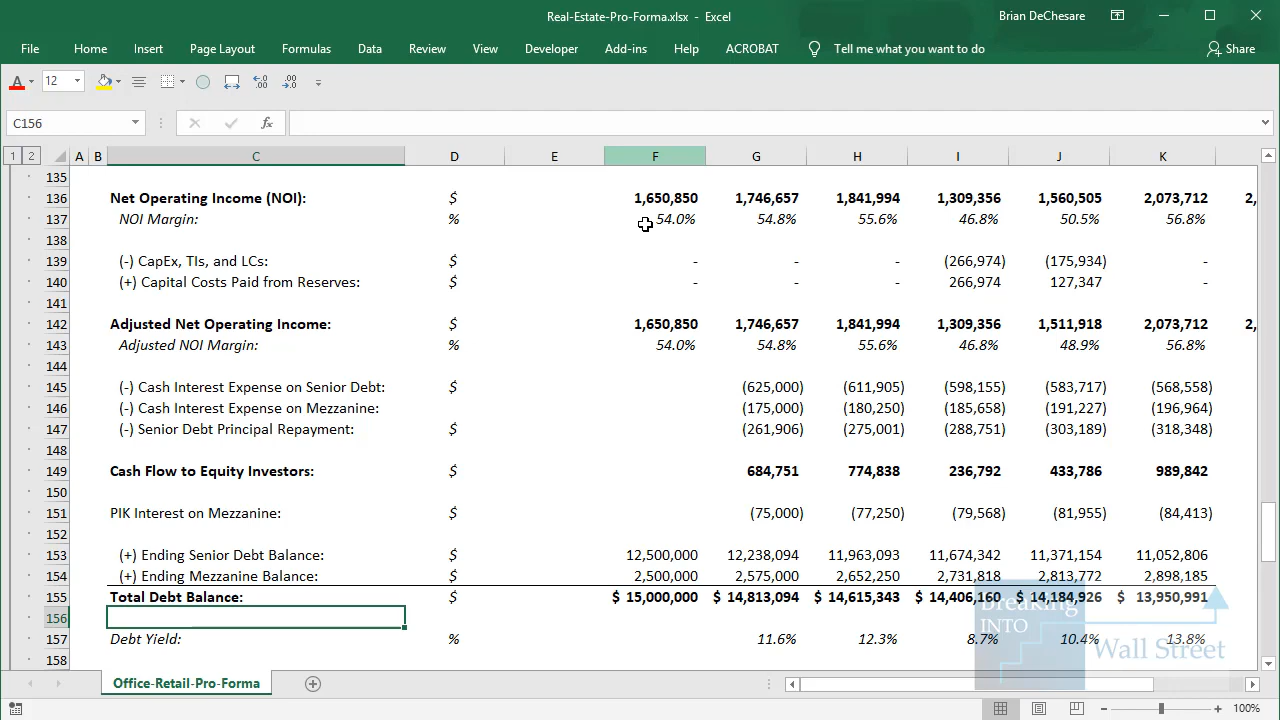 Real-Estate-Pro-Forma.xlsx - Excel
Brian DeChesare
File Home Insert Page Layout Formulas Data Review View Developer Add-ins Help ACROBAT Tell me what you want to do Share
A 12
C156 fx
1 2 A B C D E F G H I J K
135
136 Net Operating Income (NOI): $ 1,650,850 1,746,657 1,841,994 1,309,356 1,560,505 2,073,712 2,
137 NOI Margin: % 54.0% 54.8% 55.6% 46.8% 50.5% 56.8%
138
139 (-) CapEx, TIs, and LCs: $ - - - (266,974) (175,934) -
140 (+) Capital Costs Paid from Reserves: $ - - - 266,974 127,347 -
141
142 Adjusted Net Operating Income: $ 1,650,850 1,746,657 1,841,994 1,309,356 1,511,918 2,073,712 2,
143 Adjusted NOI Margin: % 54.0% 54.8% 55.6% 46.8% 48.9% 56.8%
144
145 (-) Cash Interest Expense on Senior Debt: $ (625,000) (611,905) (598,155) (583,717) (568,558)
146 (-) Cash Interest Expense on Mezzanine: (175,000) (180,250) (185,658) (191,227) (196,964)
147 (-) Senior Debt Principal Repayment: $ (261,906) (275,001) (288,751) (303,189) (318,348)
148
149 Cash Flow to Equity Investors: $ 684,751 774,838 236,792 433,786 989,842
150
151 PIK Interest on Mezzanine: $ (75,000) (77,250) (79,568) (81,955) (84,413)
152
153 (+) Ending Senior Debt Balance: $ 12,500,000 12,238,094 11,963,093 11,674,342 11,371,154 11,052,806
154 (+) Ending Mezzanine Balance: $ 2,500,000 2,575,000 2,652,250 2,731,818 2,813,772 2,898,185
155 Total Debt Balance: $ $ 15,000,000 $ 14,813,094 $ 14,615,343 $ 14,406,160 $ 14,184,926 $ 13,950,991
156
157 Debt Yield: % 11.6% 12.3% 8.7% 10.4% 13.8%
158
Breaking
INTO
Wall Street
Office-Retail-Pro-Forma
100%